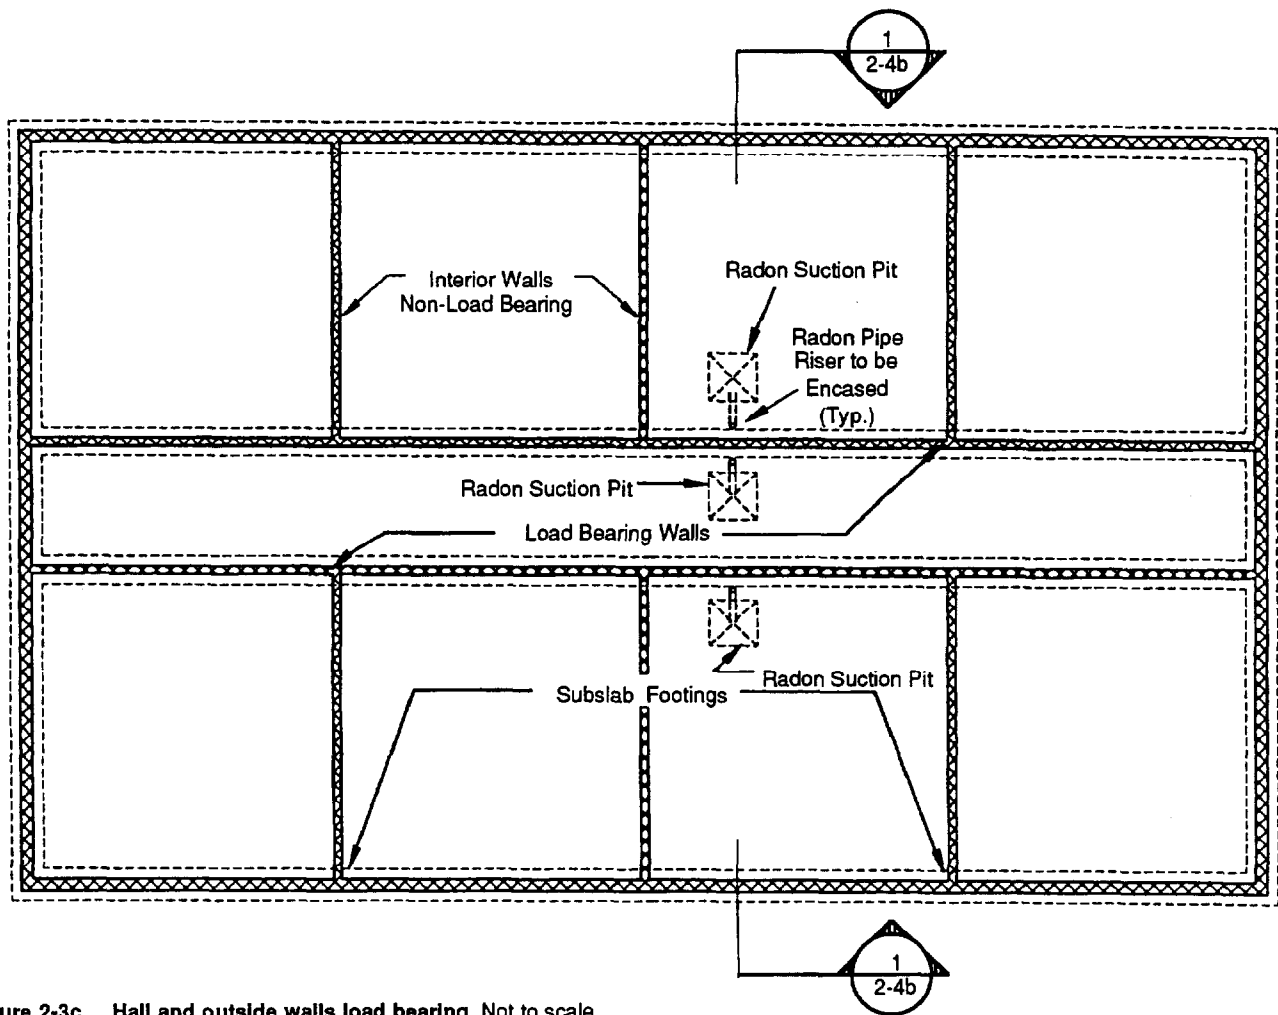 1
2-4b
Interior Walls
Non-Load Bearing
Radon Suction Pit
Radon Pipe
Riser to be
Encased
(Typ.)
Radon Suction Pit
Load Bearing Walls
Radon Suction Pit
Subslab Footings
1
2-4b
ure 2-3c. Hall and outside walls load bearing. Not to scale.